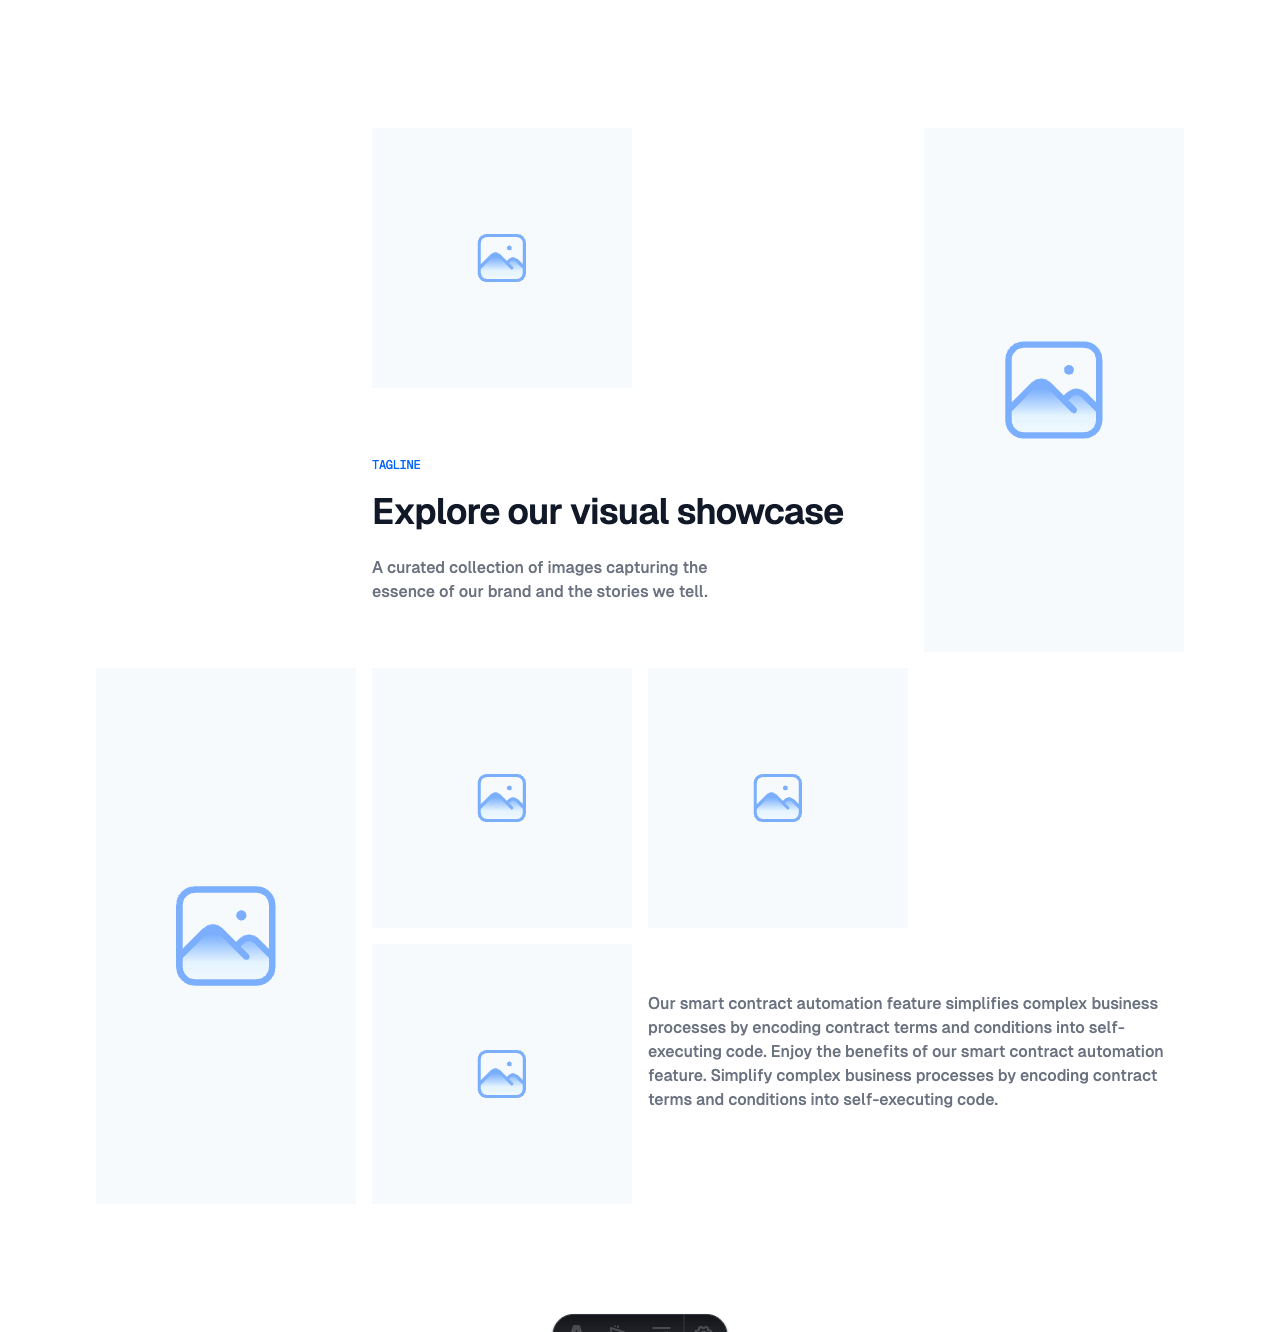 TAGLINE
Explore our visual showcase
A curated collection of images capturing the
essence of our brand and the stories we tell.
Our smart contract automation feature simplifies complex business
processes by encoding contract terms and conditions into self-
executing code. Enjoy the benefits of our smart contract automation
feature. Simplify complex business processes by encoding contract
terms and conditions into self-executing code.